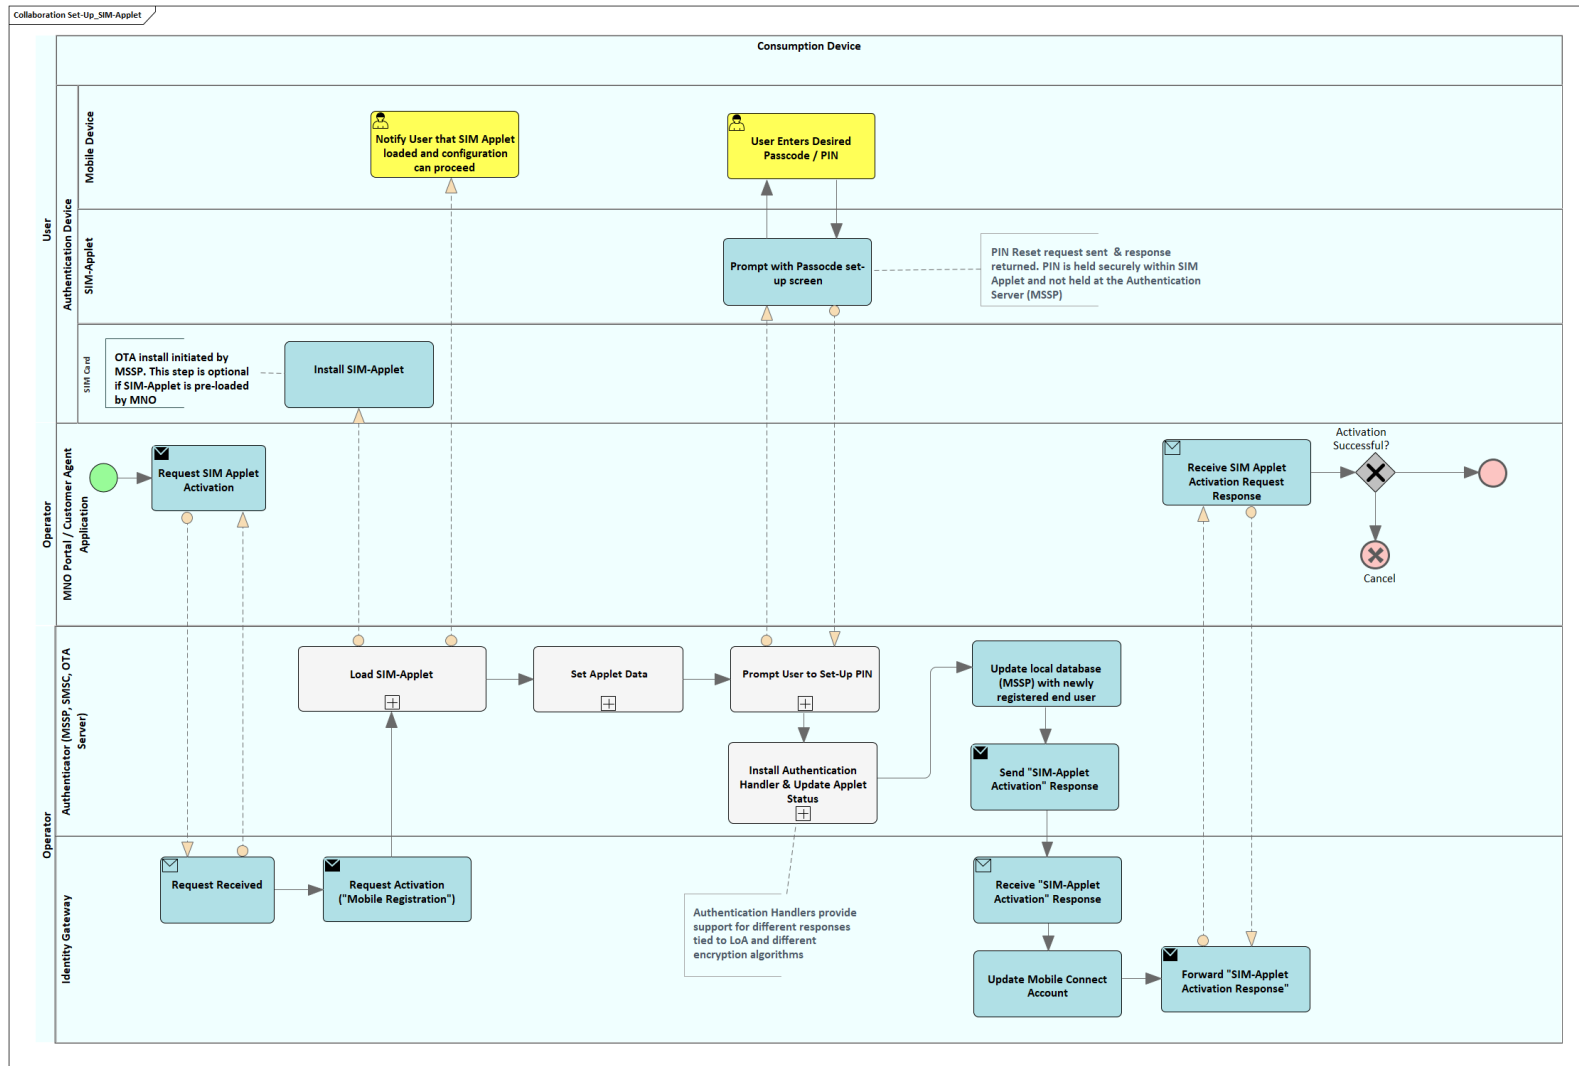 Collaboration Set-Up_SIM-Applet
Consumption Device
User
Authentication Device
Mobile Device
Notify User that SIM Applet
loaded and configuration
can proceed
User Enters Desired
Passcode / PIN
SIM-Applet
Prompt with Passocde set-
up screen
PIN Reset request sent & response
returned. PIN is held securely within SIM
Applet and not held at the Authentication
Server (MSSP)
SIM Card
OTA install initiated by
MSSP. This step is optional
if SIM-Applet is pre-loaded
by MNO
Install SIM-Applet
Operator
MNO Portal / Customer Agent
Application
Request SIM Applet
Activation
Receive SIM Applet
Activation Request
Response
Activation
Successful?
Cancel
Operator
Authenticator (MSSP, SMSC, OTA
Server)
Load SIM-Applet
Set Applet Data
Prompt User to Set-Up PIN
Update local database
(MSSP) with newly
registered end user
Install Authentication
Handler & Update Applet
Status
Send "SIM-Applet
Activation" Response
Identity Gateway
Request Received
Request Activation
("Mobile Registration")
Receive "SIM-Applet
Activation" Response
Authentication Handlers provide
support for different responses
tied to LoA and different
encryption algorithms
Update Mobile Connect
Account
Forward "SIM-Applet
Activation Response"